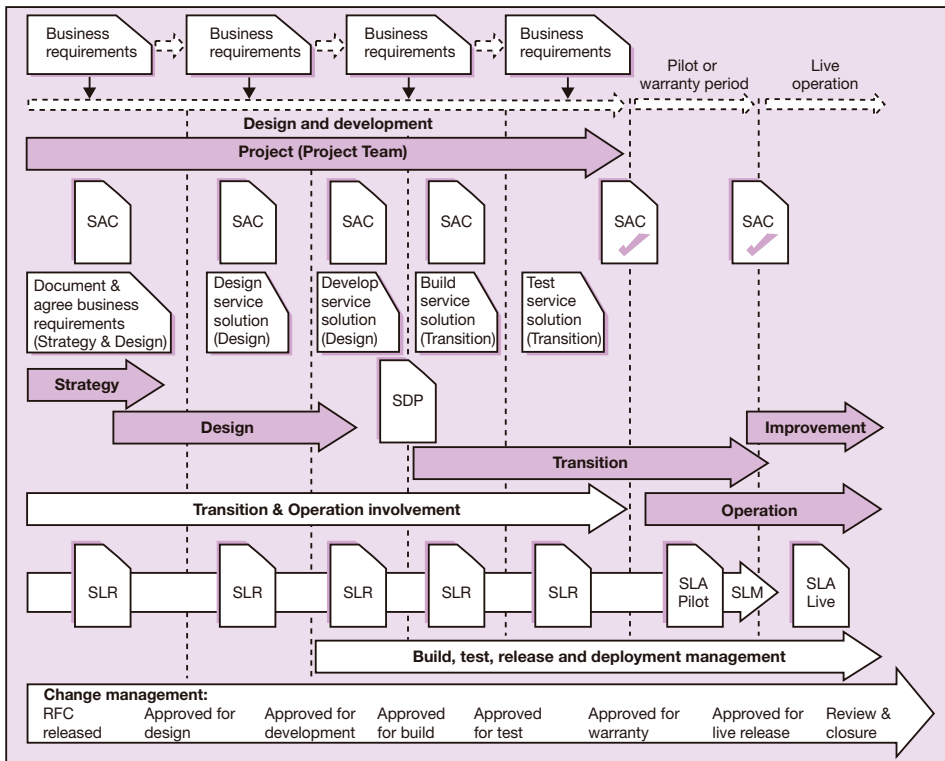 Business
requirements
Business
requirements
Business
requirements
Business
requirements
Pilot or
warranty period
Live
operation
Design and development
Project (Project Team)
SAC
SAC
SAC
SAC
SAC
SAC
Document &
agree business
requirements
(Strategy & Design)
Design
service
solution
(Design)
Develop
service
solution
(Design)
Build
service
solution
(Transition)
Test
service
solution
(Transition)
Strategy
SDP
Design
Improvement
Transition
Transition & Operation involvement
Operation
SLR
SLR
SLR
SLR
SLR
SLA
Pilot
SLM
SLA
Live
Build, test, release and deployment management
Change management:
RFC
released
Approved for
design
Approved for
development
Approved
for build
Approved
for test
Approved for
warranty
Approved for
live release
Review &
closure